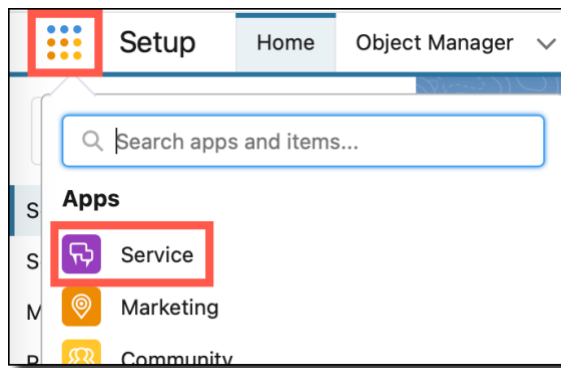 Setup Home Object Manager
Search apps and items...
Apps
S
Service
S
Marketing
M
Community